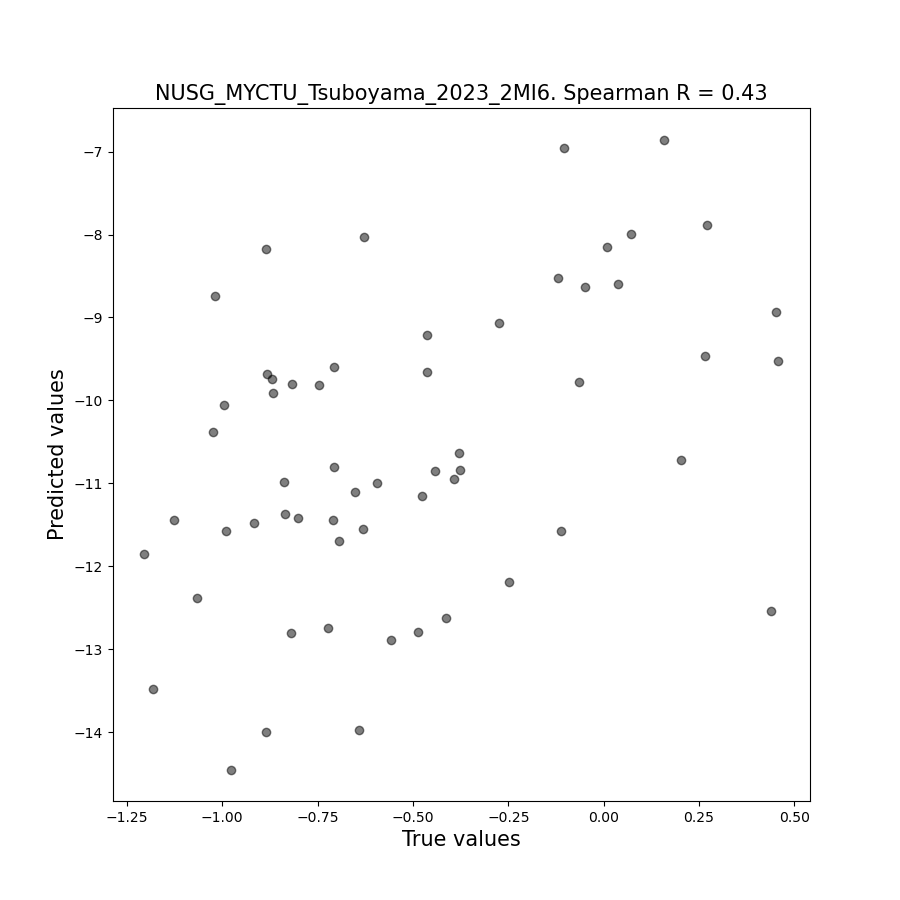 NUSG_MYCTU_Tsuboyama_2023_2MI6. Spearman R = 0.43
Predicted values
−7
−8
−9
−10
−11
−12
−13
−14
−1.25 −1.00 −0.75 −0.50 −0.25 0.00 0.25 0.50
True values